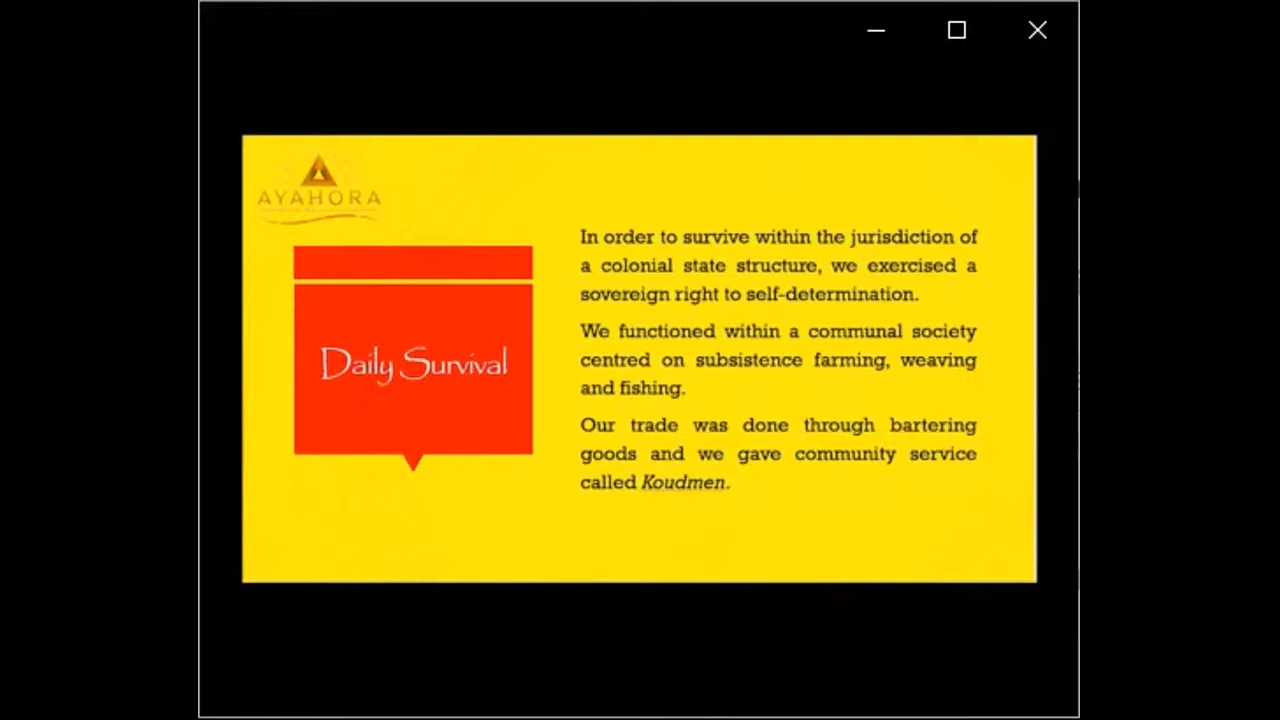 AYAHORA
Daily Survival
In order to survive within the jurisdiction of
a colonial state structure, we exercised a
sovereign right to self-determination.
We functioned within a communal society
centred on subsistence farming, weaving
and fishing.
Our trade was done through bartering
goods and we gave community service
called Koudmen.